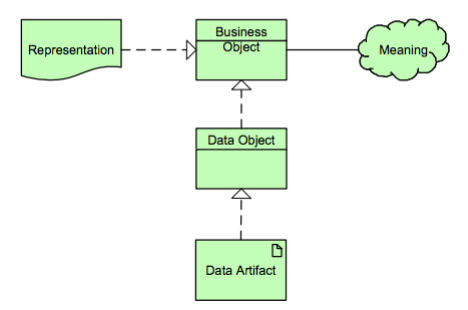 Business
Object
Representation
Meaning
Data Object
Data Artifact